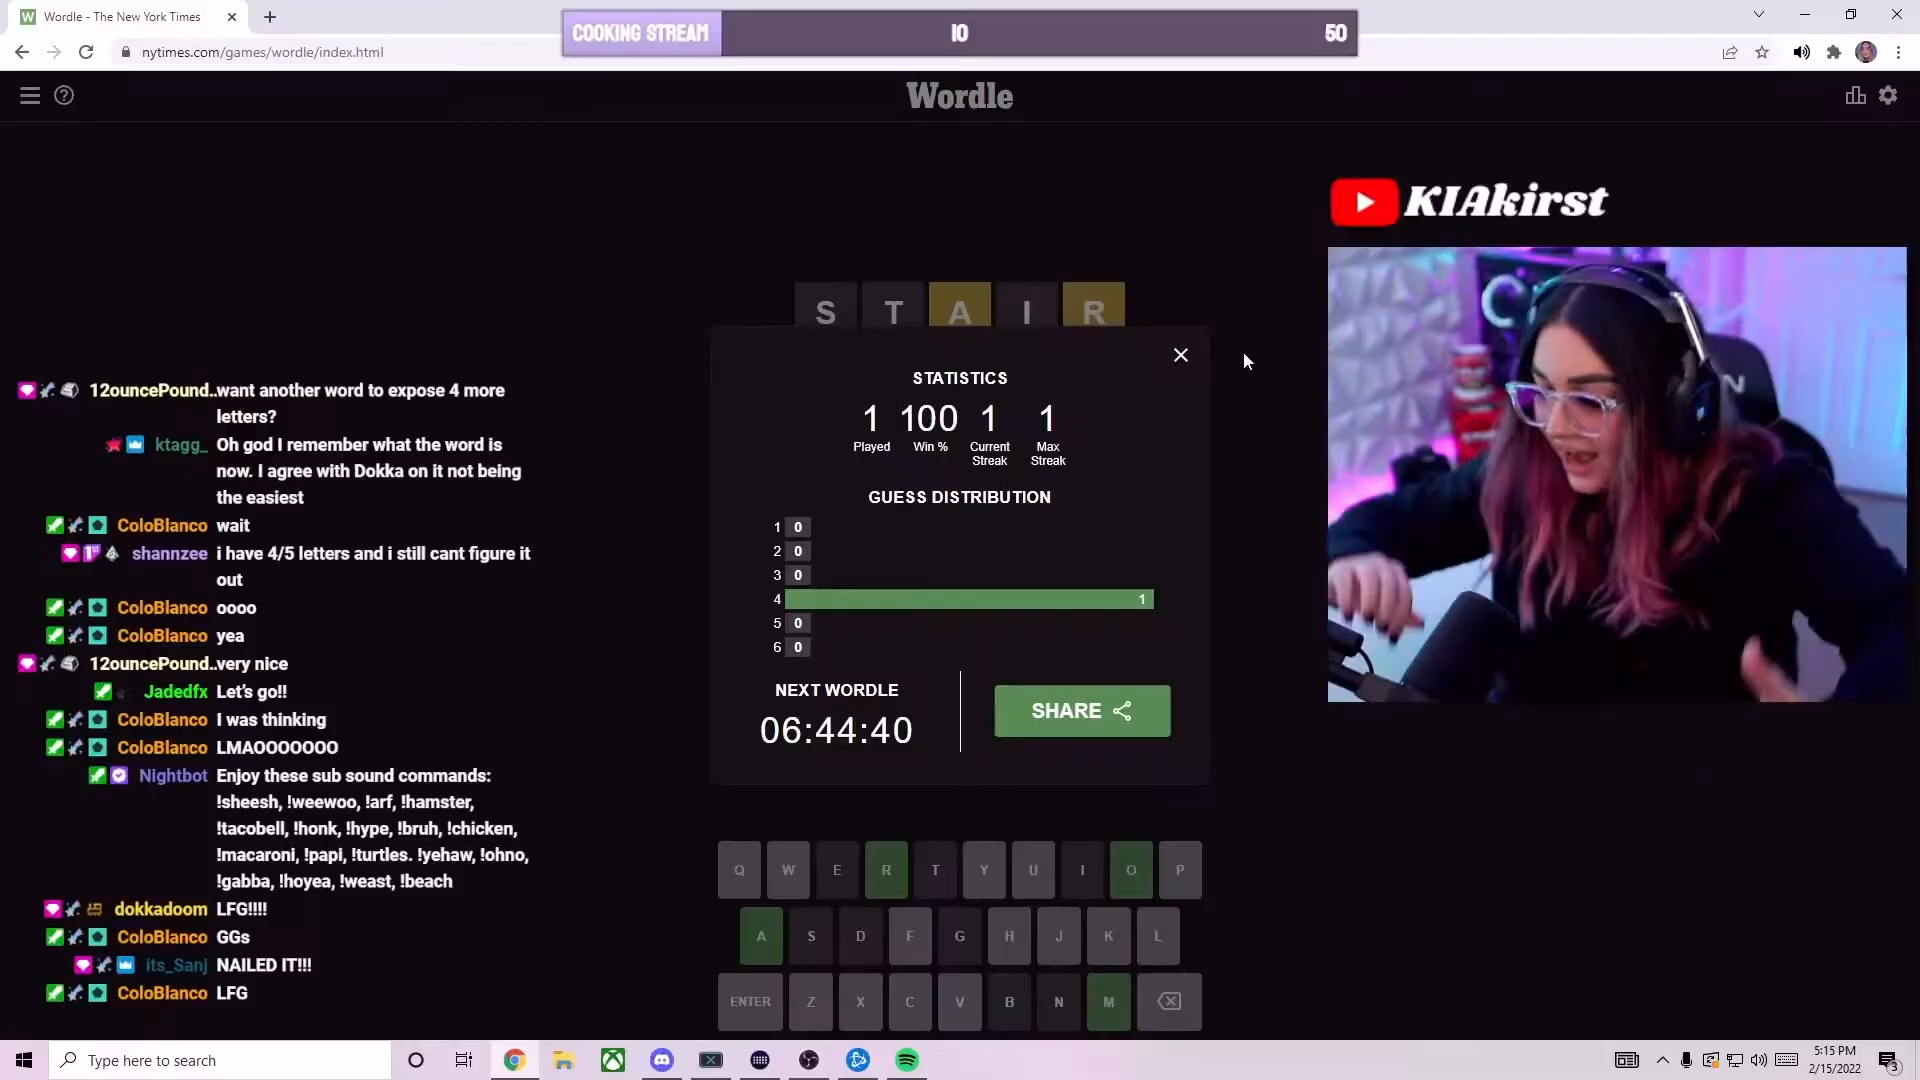 Wordle - The New York Times
nytimes.com/games/wordle/index.html
COOKING STREAM 10 50
Wordle
KIAkirst
S T A I R
STATISTICS
1 100 1 1
Played Win % Current Streak Max Streak
GUESS DISTRIBUTION
1 0
2 0
3 0
4 1
5 0
6 0
NEXT WORDLE
06:44:40
SHARE
12ouncePound..want another word to expose 4 more
letters?
ktagg_ Oh god I remember what the word is
now. I agree with Dokka on it not being
the easiest
ColoBlanco wait
shannzee i have 4/5 letters and i still cant figure it
out
ColoBlanco oooo
ColoBlanco yea
12ouncePound..very nice
Jadedfx Let's go!!
ColoBlanco I was thinking
ColoBlanco LMAOOOOOOO
Nightbot Enjoy these sub sound commands:
!sheesh, !weewoo, !arf, !hamster,
!tacobell, !honk, !hype, !bruh, !chicken,
!macaroni, !papi, !turtles. !yehaw, !ohno,
!gabba, !hoyea, !weast, !beach
dokkadoom LFG!!!!
ColoBlanco GGs
its_Sanj NAILED IT!!!
ColoBlanco LFG
Q W E R T Y U I O P
A S D F G H J K L
ENTER Z X C V B N M
Type here to search
5:15 PM
2/15/2022
3